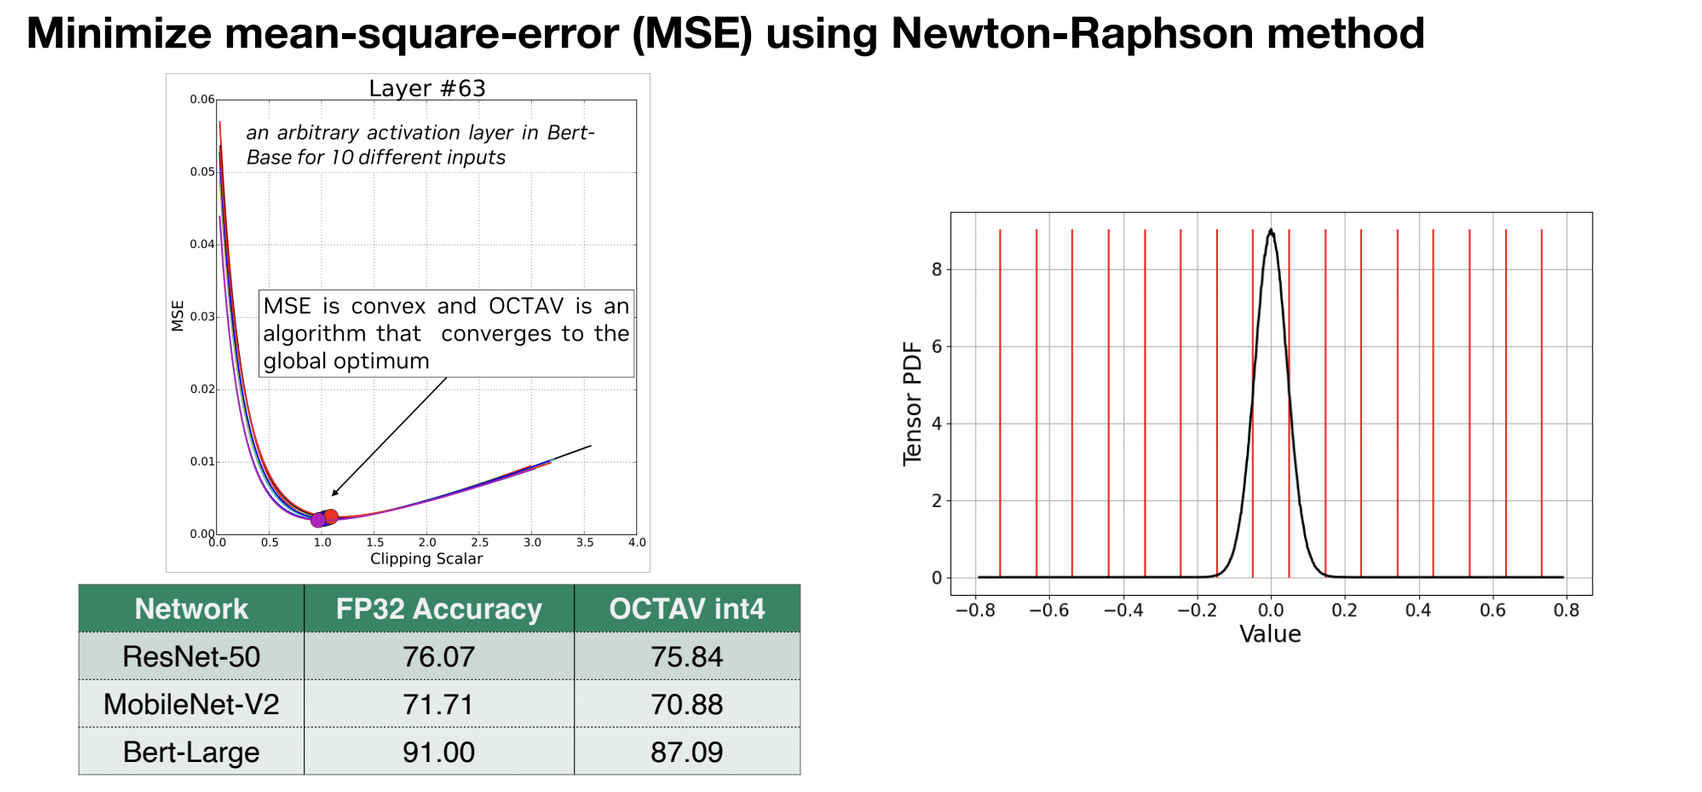 Minimize mean-square-error (MSE) using Newton-Raphson method
Layer #63
an arbitrary activation layer in Bert-
Base for 10 different inputs
MSE is convex and OCTAV is an
algorithm that converges to the
global optimum
MSE
0.06
0.05
0.04
0.03
0.02
0.01
0.00
0.0 0.5 1.0 1.5 2.0 2.5 3.0 3.5 4.0
Clipping Scalar
Network FP32 Accuracy OCTAV int4
ResNet-50 76.07 75.84
MobileNet-V2 71.71 70.88
Bert-Large 91.00 87.09
Tensor PDF
8
6
4
2
0
−0.8 −0.6 −0.4 −0.2 0.0 0.2 0.4 0.6 0.8
Value